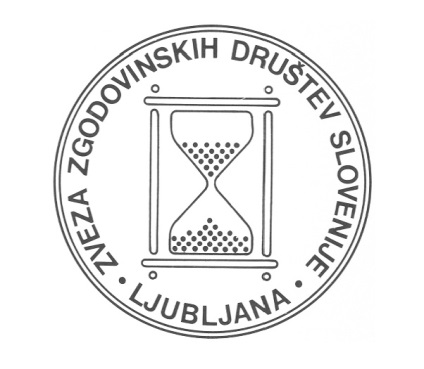 ZVEZA ZGODOVINSKIH DRUŠTEV SLOVENIJE
• LJUBLJANA •